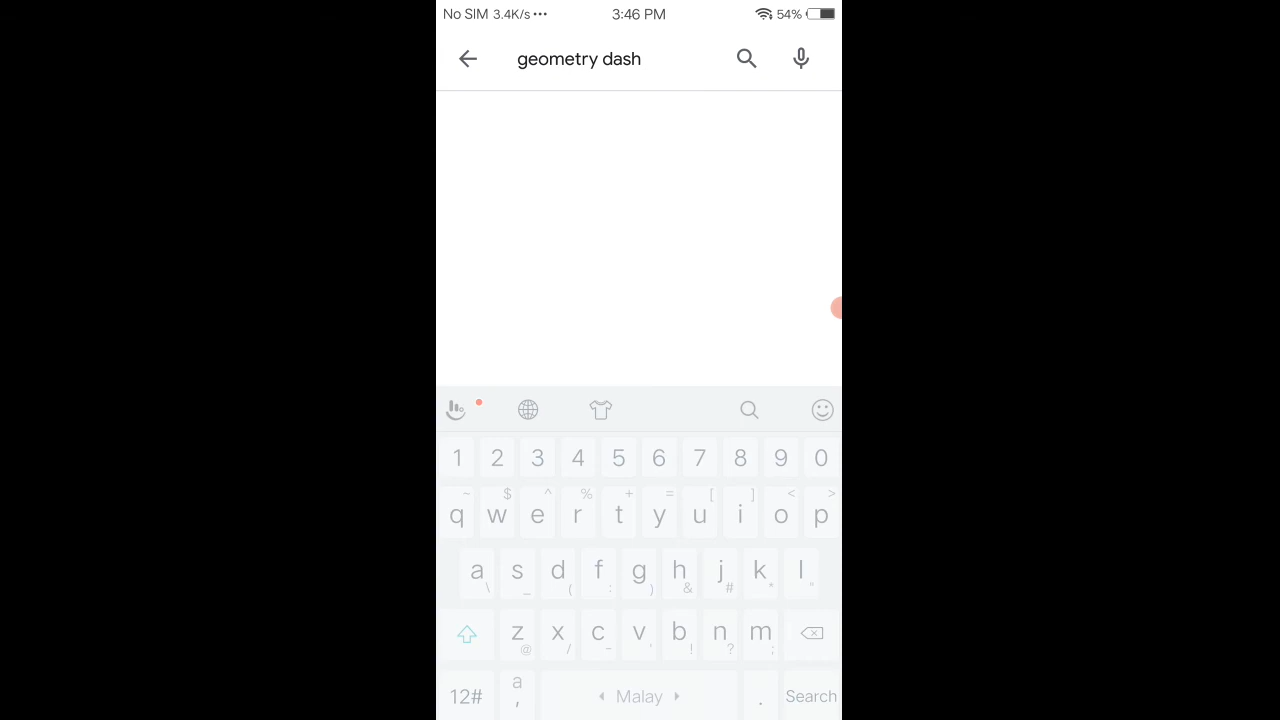 No SIM 3.4K/s ••• 3:46 PM 54%
geometry dash
1 2 3 4 5 6 7 8 9 0
~ $ ^ % + = [ ] < >
q w e r t y u i o p
a s d f g h j k l
\ _ ( : ) & # * "
z x c v b n m
@ / - ' ! ? ;
12# a , Malay . Search